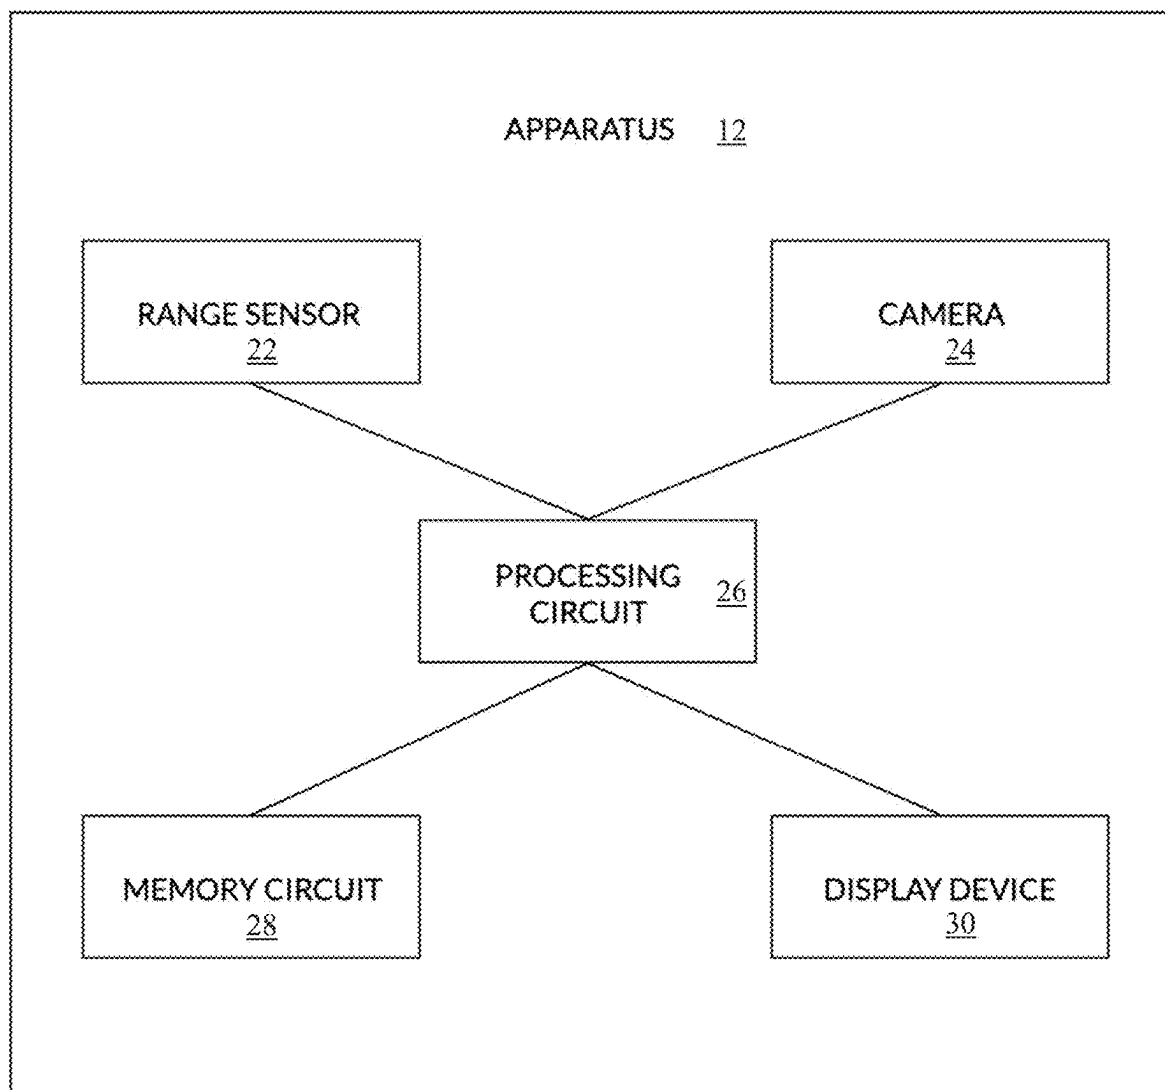 APPARATUS 12
RANGE SENSOR
22
CAMERA
24
PROCESSING
CIRCUIT
26
MEMORY CIRCUIT
28
DISPLAY DEVICE
30